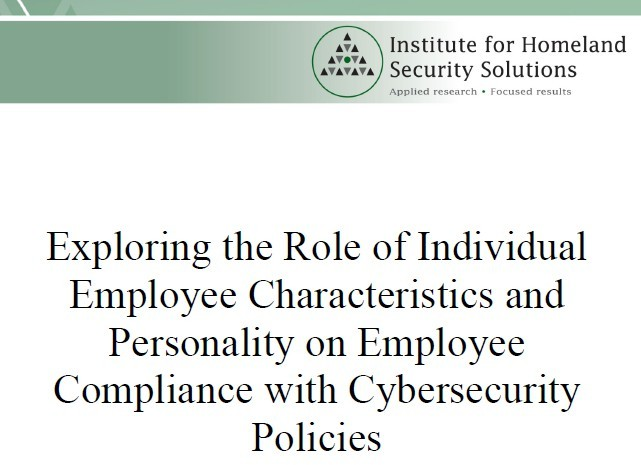 Institute for Homeland
Security Solutions
Applied research • Focused results
Exploring the Role of Individual
Employee Characteristics and
Personality on Employee
Compliance with Cybersecurity
Policies